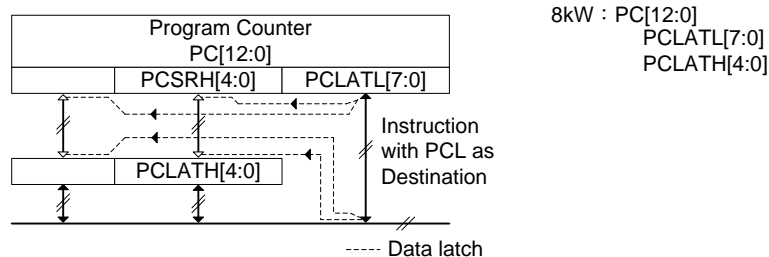 Program Counter
PC[12:0]
PCSRH[4:0] PCLATL[7:0]
Instruction
with PCL as
Destination
PCLATH[4:0]
Data latch
8kW：PC[12:0]
PCLATL[7:0]
PCLATH[4:0]